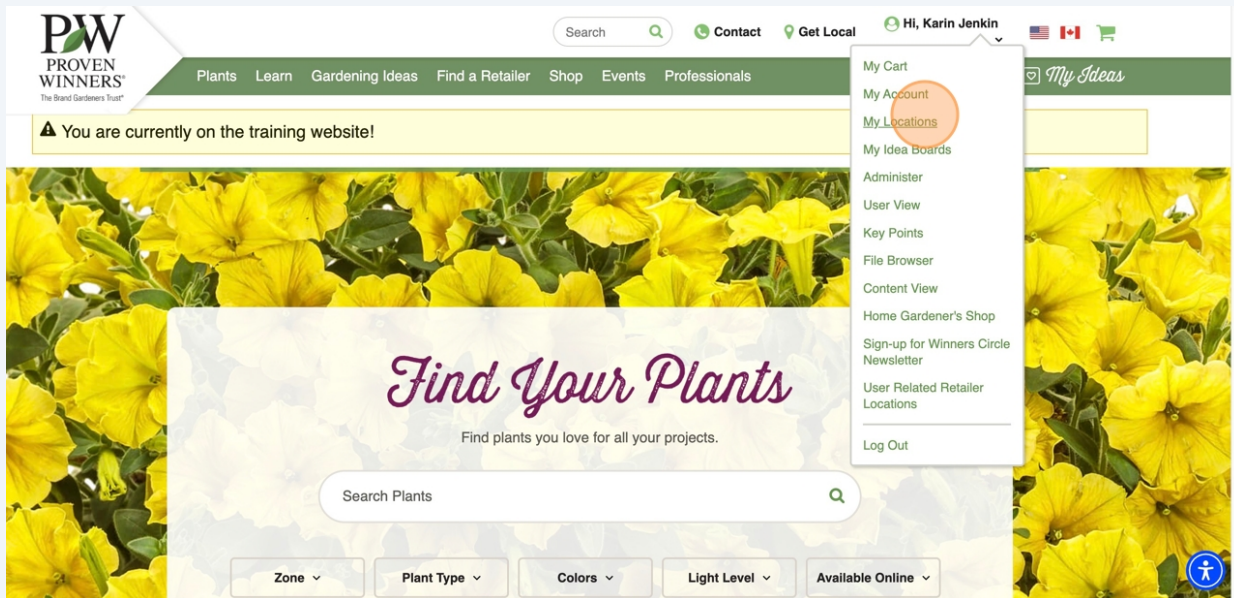 PW
PROVEN
WINNERS®
The Brand Gardeners Trust®
Search
Contact
Get Local
Hi, Karin Jenkin
Plants Learn Gardening Ideas Find a Retailer Shop Events Professionals
My Ideas
My Cart
My Account
My Locations
My Idea Boards
Administer
User View
Key Points
File Browser
Content View
Home Gardener's Shop
Sign-up for Winners Circle
Newsletter
User Related Retailer
Locations
Log Out
You are currently on the training website!
Find Your Plants
Find plants you love for all your projects.
Search Plants
Zone Plant Type Colors Light Level Available Online